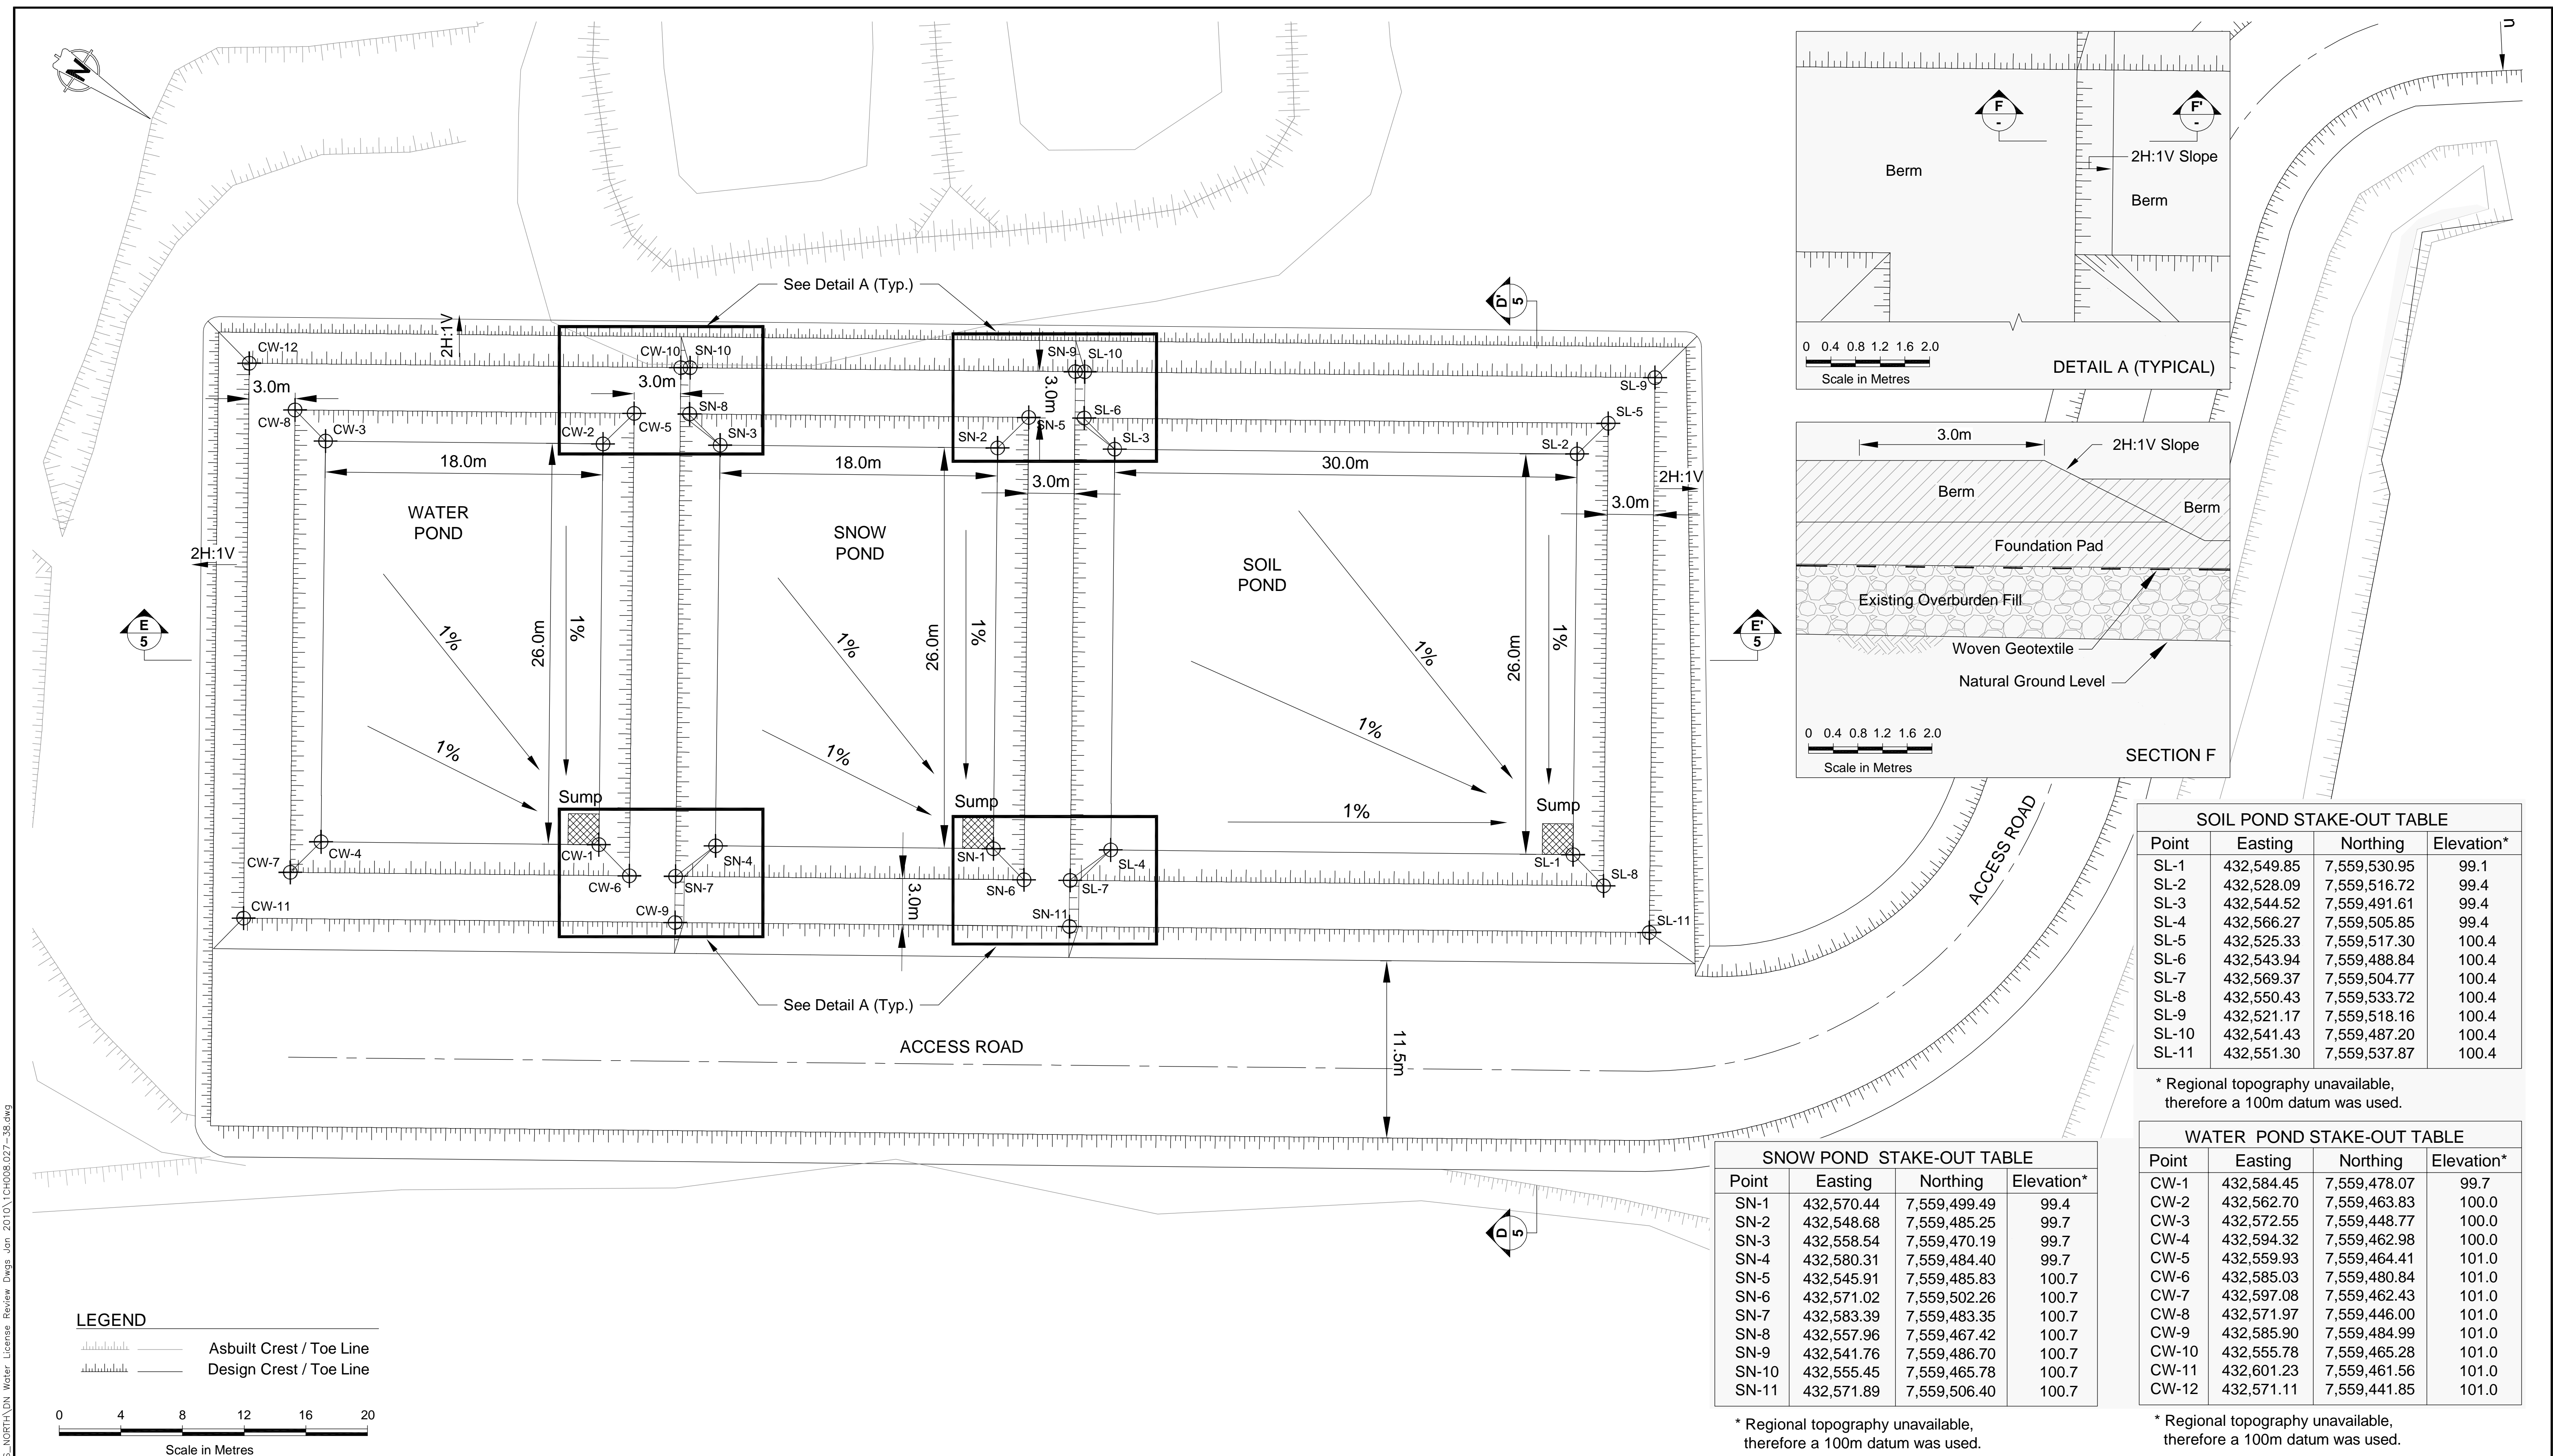 N
See Detail A (Typ.)
D'
5
2H:1V
CW-12
CW-10
SN-10
SN-9
SL-10
SL-9
3.0m
3.0m
3.0m
CW-8
CW-3
CW-2
CW-5
SN-8
SN-3
SN-2
SN-5
SL-6
SL-3
SL-2
SL-5
18.0m
18.0m
30.0m
3.0m
3.0m
2H:1V
WATER
POND
SNOW
POND
SOIL
POND
2H:1V
E
5
E'
5
26.0m
1%
1%
1%
26.0m
1%
1%
1%
26.0m
1%
1%
1%
1%
Sump
Sump
Sump
CW-7
CW-4
CW-1
CW-6
SN-4
SN-7
SN-1
SN-6
SL-4
SL-7
SL-1
SL-8
CW-11
CW-9
3.0m
SN-11
SL-11
See Detail A (Typ.)
ACCESS ROAD
11.5m
ACCESS ROAD
D
5
F
-
F'
-
2H:1V Slope
Berm
Berm
0 0.4 0.8 1.2 1.6 2.0
Scale in Metres
DETAIL A (TYPICAL)
3.0m
2H:1V Slope
Berm
Berm
Foundation Pad
Existing Overburden Fill
Woven Geotextile
Natural Ground Level
0 0.4 0.8 1.2 1.6 2.0
Scale in Metres
SECTION F
SOIL POND STAKE-OUT TABLE
Point Easting Northing Elevation*
SL-1 432,549.85 7,559,530.95 99.1
SL-2 432,528.09 7,559,516.72 99.4
SL-3 432,544.52 7,559,491.61 99.4
SL-4 432,566.27 7,559,505.85 99.4
SL-5 432,525.33 7,559,517.30 100.4
SL-6 432,543.94 7,559,488.84 100.4
SL-7 432,569.37 7,559,504.77 100.4
SL-8 432,550.43 7,559,533.72 100.4
SL-9 432,521.17 7,559,518.16 100.4
SL-10 432,541.43 7,559,487.20 100.4
SL-11 432,551.30 7,559,537.87 100.4
* Regional topography unavailable,
therefore a 100m datum was used.
SNOW POND STAKE-OUT TABLE
Point Easting Northing Elevation*
SN-1 432,570.44 7,559,499.49 99.4
SN-2 432,548.68 7,559,485.25 99.7
SN-3 432,558.54 7,559,470.19 99.7
SN-4 432,580.31 7,559,484.40 99.7
SN-5 432,545.91 7,559,485.83 100.7
SN-6 432,571.02 7,559,502.26 100.7
SN-7 432,583.39 7,559,483.35 100.7
SN-8 432,557.96 7,559,467.42 100.7
SN-9 432,541.76 7,559,486.70 100.7
SN-10 432,555.45 7,559,465.78 100.7
SN-11 432,571.89 7,559,506.40 100.7
* Regional topography unavailable,
therefore a 100m datum was used.
WATER POND STAKE-OUT TABLE
Point Easting Northing Elevation*
CW-1 432,584.45 7,559,478.07 99.7
CW-2 432,562.70 7,559,463.83 100.0
CW-3 432,572.55 7,559,448.77 100.0
CW-4 432,594.32 7,559,462.98 100.0
CW-5 432,559.93 7,559,464.41 101.0
CW-6 432,585.03 7,559,480.84 101.0
CW-7 432,597.08 7,559,462.43 101.0
CW-8 432,571.97 7,559,446.00 101.0
CW-9 432,585.90 7,559,484.99 101.0
CW-10 432,555.78 7,559,465.28 101.0
CW-11 432,601.23 7,559,461.56 101.0
CW-12 432,571.11 7,559,441.85 101.0
* Regional topography unavailable,
therefore a 100m datum was used.
LEGEND
Asbuilt Crest / Toe Line
Design Crest / Toe Line
0 4 8 12 16 20
Scale in Metres
S_NORTH\DN Water License Review Dwgs Jan 2010\1CH008.027-38.dwg